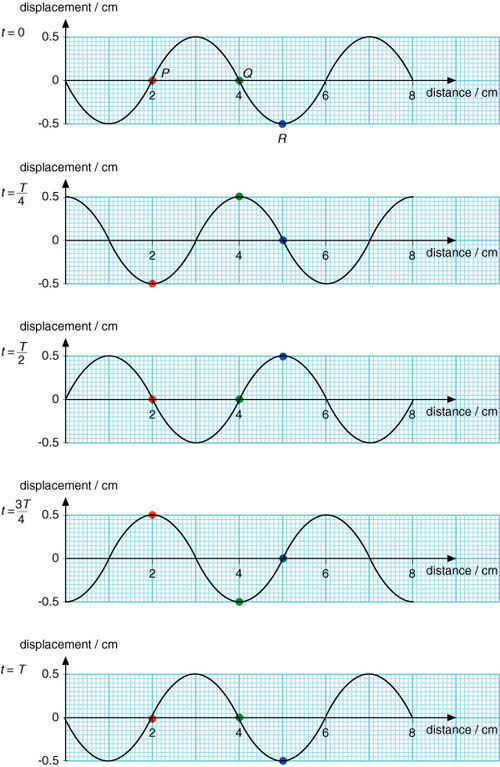 displacement / cm
t = 0
0.5
P
Q
0
2
4
6
8
distance / cm
-0.5
R
displacement / cm
t = T/4
0.5
0
2
4
6
8
distance / cm
-0.5
displacement / cm
t = T/2
0.5
0
2
4
6
8
distance / cm
-0.5
displacement / cm
t = 3T/4
0.5
0
2
4
6
8
distance / cm
-0.5
displacement / cm
t = T
0.5
0
2
4
6
8
distance / cm
-0.5